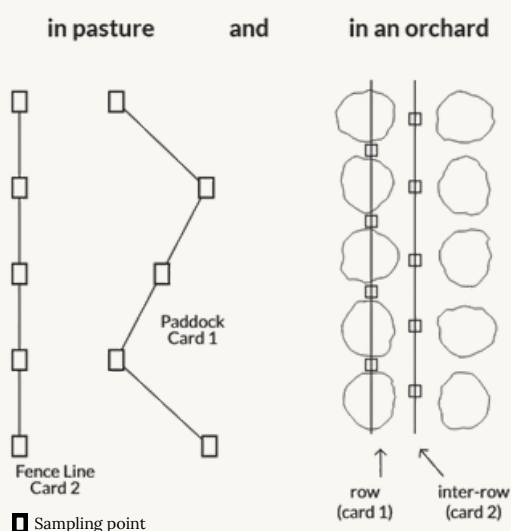 in pasture and in an orchard
Paddock
Card 1
Fence Line
Card 2
row
(card 1)
inter-row
(card 2)
Sampling point